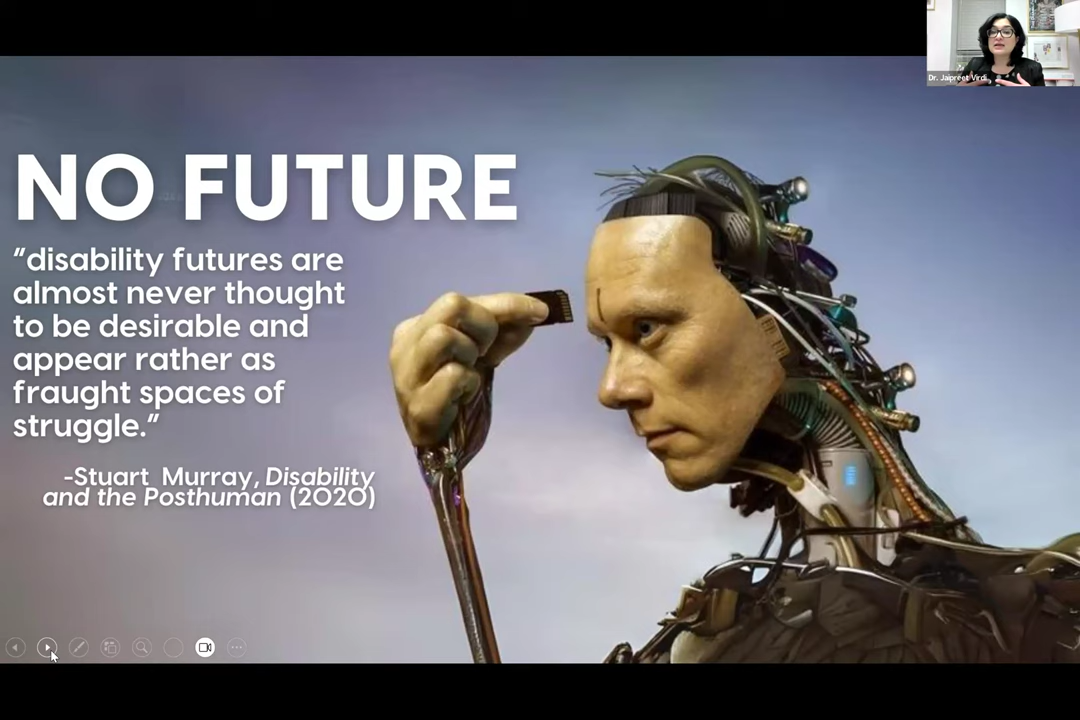 Dr. Jaipreet Virdi
NO FUTURE
"disability futures are
almost never thought
to be desirable and
appear rather as
fraught spaces of
struggle."
-Stuart Murray, Disability
and the Posthuman (2020)